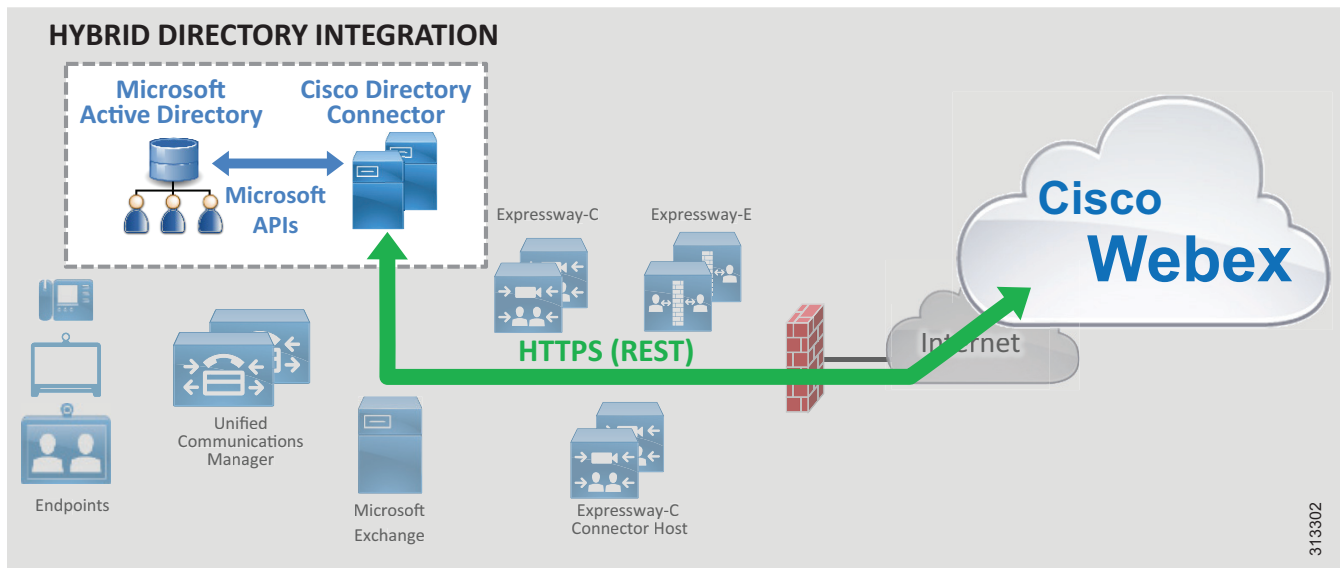 HYBRID DIRECTORY INTEGRATION
Microsoft
Active Directory
Cisco Directory
Connector
Microsoft
APIs
Expressway-C
Expressway-E
Cisco
Webex
Internet
HTTPS (REST)
Unified
Communications
Manager
Endpoints
Microsoft
Exchange
Expressway-C
Connector Host
313302